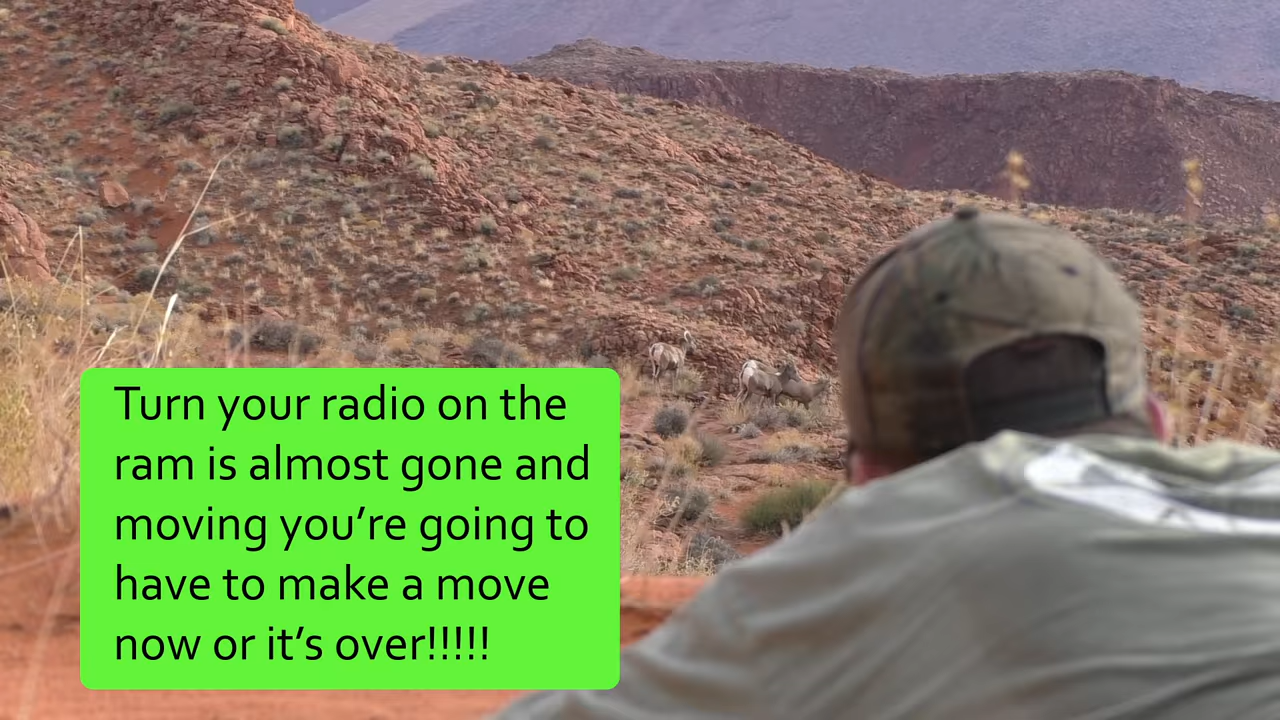 Turn your radio on the
ram is almost gone and
moving you’re going to
have to make a move
now or it’s over!!!!!